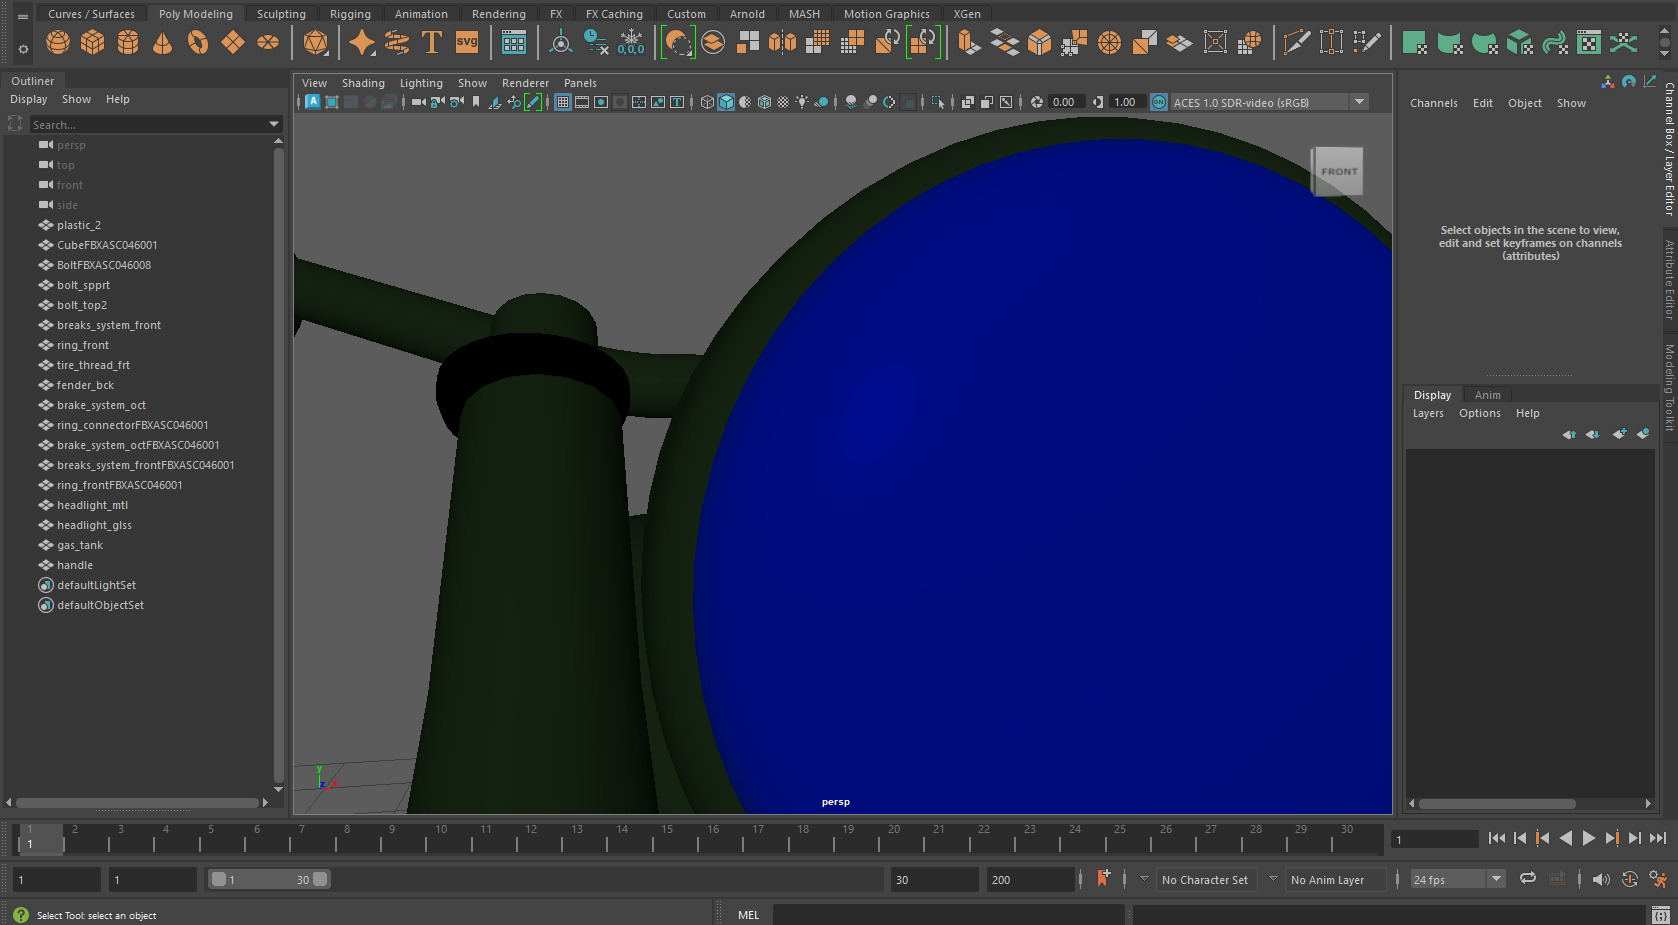 Curves / Surfaces Poly Modeling Sculpting Rigging Animation Rendering FX FX Caching Custom Arnold MASH Motion Graphics XGen
T SVG 0,0,0
Outliner
Display Show Help
Search...
persp
top
front
side
plastic_2
CubeFBXASC046001
BoltFBXASC046008
bolt_spprt
bolt_top2
breaks_system_front
ring_front
tire_thread_frt
fender_bck
brake_system_oct
ring_connectorFBXASC046001
brake_system_octFBXASC046001
breaks_system_frontFBXASC046001
ring_frontFBXASC046001
headlight_mtl
headlight_glss
gas_tank
handle
defaultLightSet
defaultObjectSet
View Shading Lighting Show Renderer Panels
A T 0.00 1.00 ON ACES 1.0 SDR-video (sRGB)
FRONT
y
z x
persp
Channels Edit Object Show
Select objects in the scene to view,
edit and set keyframes on channels
(attributes)
Channel Box / Layer Editor
Attribute Editor
Modeling Toolkit
Display Anim
Layers Options Help
1 2 3 4 5 6 7 8 9 10 11 12 13 14 15 16 17 18 19 20 21 22 23 24 25 26 27 28 29 30
1
1
1 1 1 30 30 200 No Character Set No Anim Layer 24 fps
? Select Tool: select an object MEL